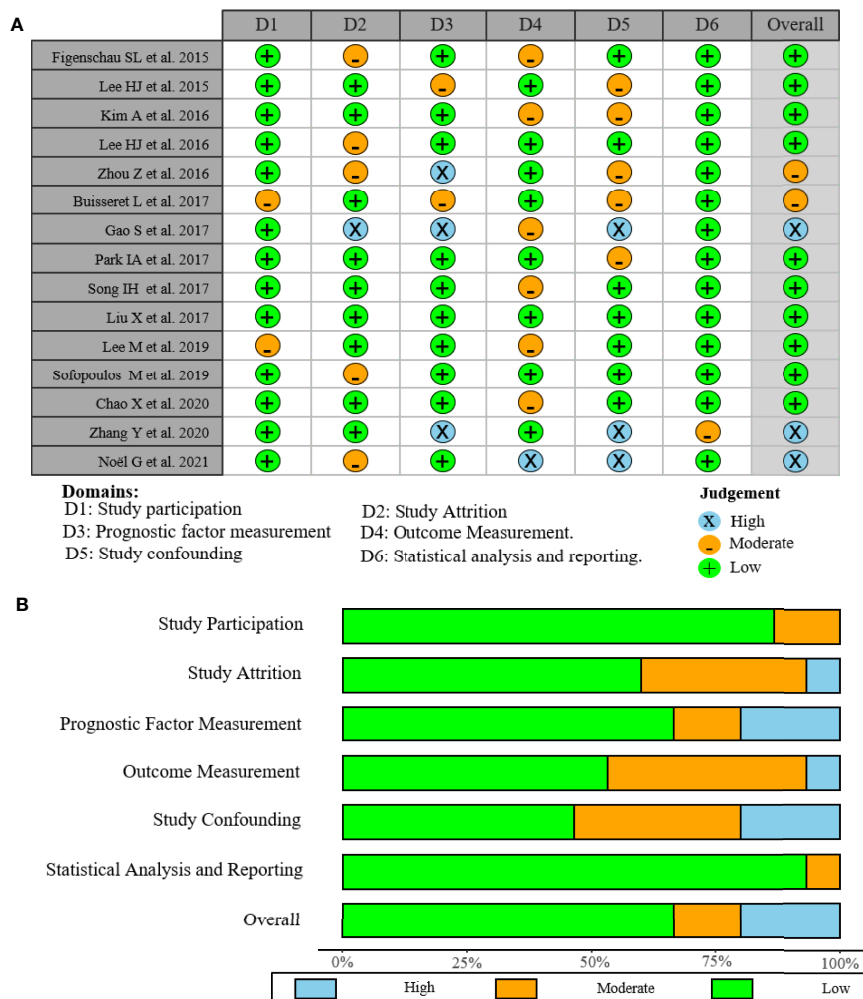 A
D1 D2 D3 D4 D5 D6 Overall
Figenschau SL et al. 2015 + - + - + + +
Lee HJ et al. 2015 + + - + - + +
Kim A et al. 2016 + + + - - + +
Lee HJ et al. 2016 + - + + + + +
Zhou Z et al. 2016 + - X + - + -
Buisseret L et al. 2017 - + - + - + -
Gao S et al. 2017 + X X - X + X
Park IA et al. 2017 + + + + - + +
Song IH et al. 2017 + + + - + + +
Liu X et al. 2017 + + + + + + +
Lee M et al. 2019 - + + - + + +
Sofopoulos M et al. 2019 + - + + + + +
Chao X et al. 2020 + + + - + + +
Zhang Y et al. 2020 + + X + X - X
Noël G et al. 2021 + - + X X + X
Domains:
D1: Study participation D2: Study Attrition
D3: Prognostic factor measurement D4: Outcome Measurement.
D5: Study confounding D6: Statistical analysis and reporting.
Judgement
X High
- Moderate
+ Low
B
Study Participation
Study Attrition
Prognostic Factor Measurement
Outcome Measurement
Study Confounding
Statistical Analysis and Reporting
Overall
0% 25% 50% 75% 100%
High Moderate Low